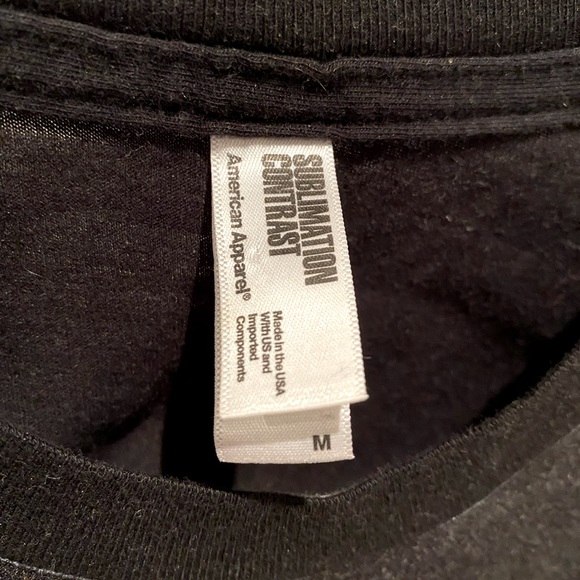 SUBLIMATION
CONTRAST
American Apparel®
Made in the USA
With US and
Imported
Components
M